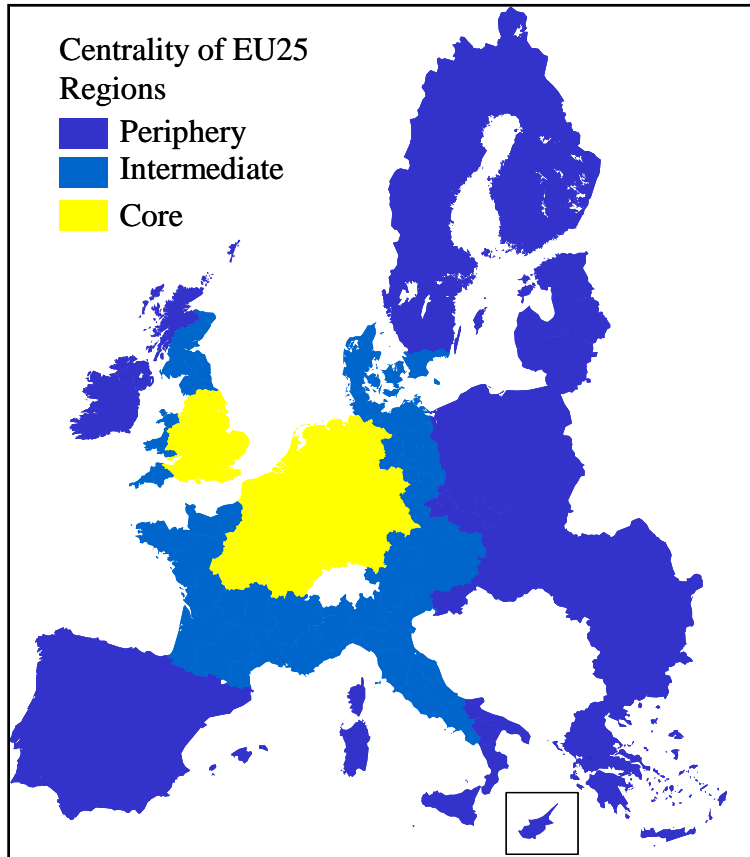 Centrality of EU25
Regions
Periphery
Intermediate
Core